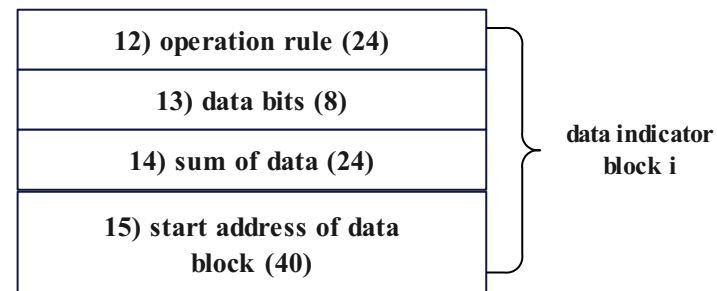 12) operation rule (24)
13) data bits (8)
14) sum of data (24)
15) start address of data
block (40)
data indicator
block i